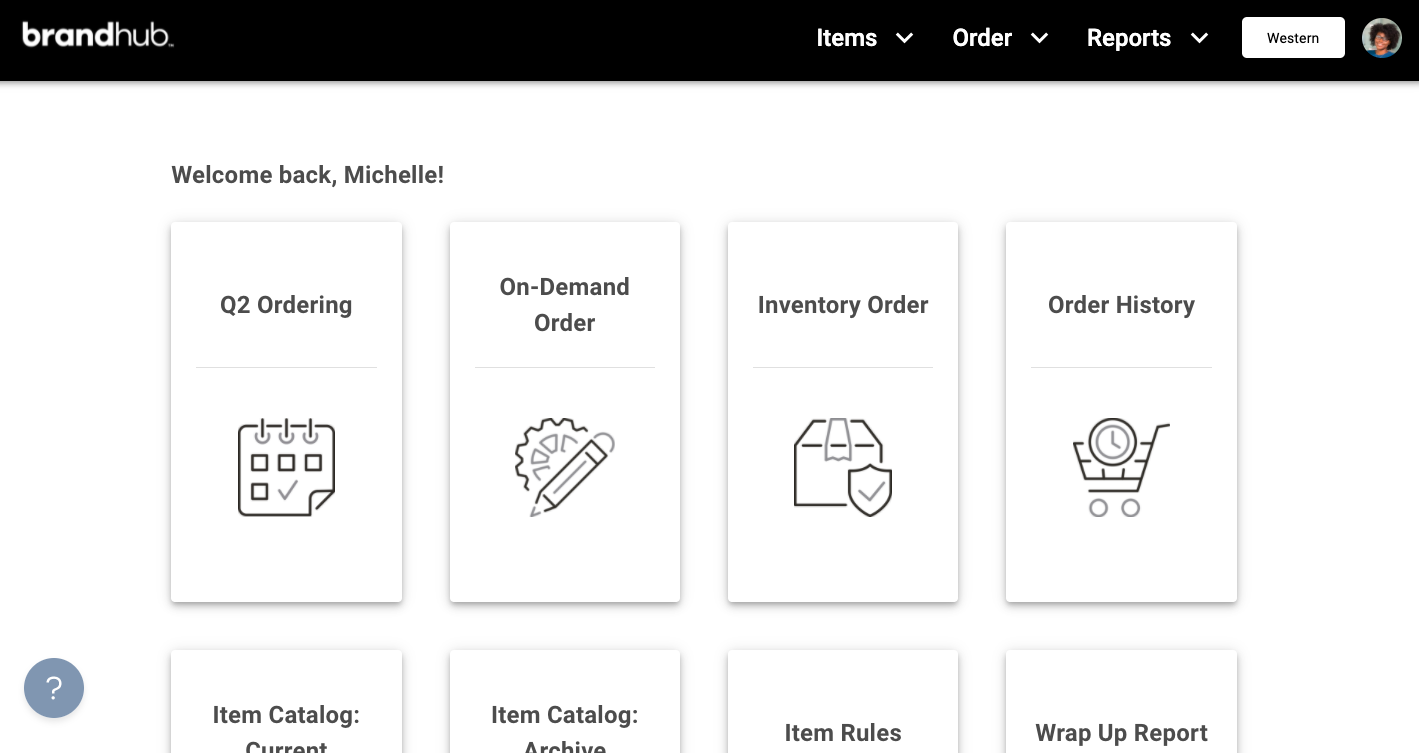 brandhub™
Items
Order
Reports
Western
Welcome back, Michelle!
Q2 Ordering
On-Demand
Order
Inventory Order
Order History
Item Catalog:
Current
Item Catalog:
Archive
Item Rules
Wrap Up Report
?